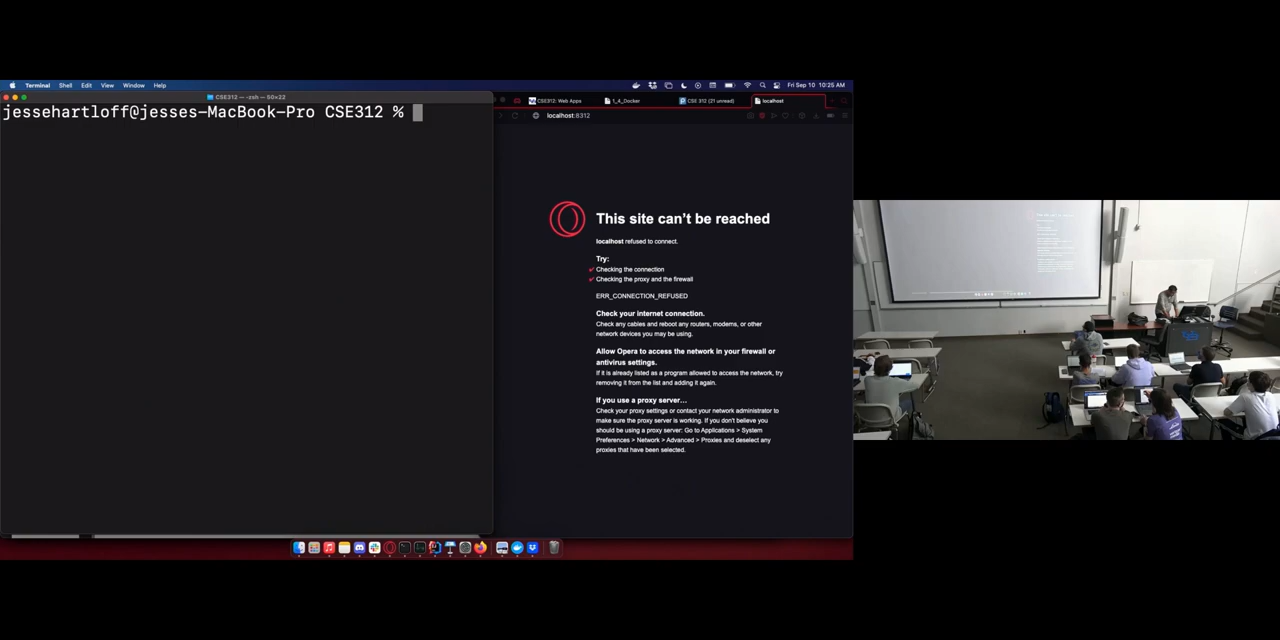 Terminal Shell Edit View Window Help
Fri Sep 10 10:25 AM
CSE312 — -zsh — 50×22
jessehartloff@jesses-MacBook-Pro CSE312 %
CSE312: Web Apps
1_4_Docker
CSE 312 (21 unread)
localhost
localhost:8312
This site can't be reached
localhost refused to connect.
Try:
Checking the connection
Checking the proxy and the firewall
ERR_CONNECTION_REFUSED
Check your internet connection.
Check any cables and reboot any routers, modems, or other
network devices you may be using.
Allow Opera to access the network in your firewall or
antivirus settings.
If it is already listed as a program allowed to access the network, try
removing it from the list and adding it again.
If you use a proxy server...
Check your proxy settings or contact your network administrator to
make sure the proxy server is working. If you don't believe you
should be using a proxy server: Go to Applications > System
Preferences > Network > Advanced > Proxies and deselect any
proxies that have been selected.